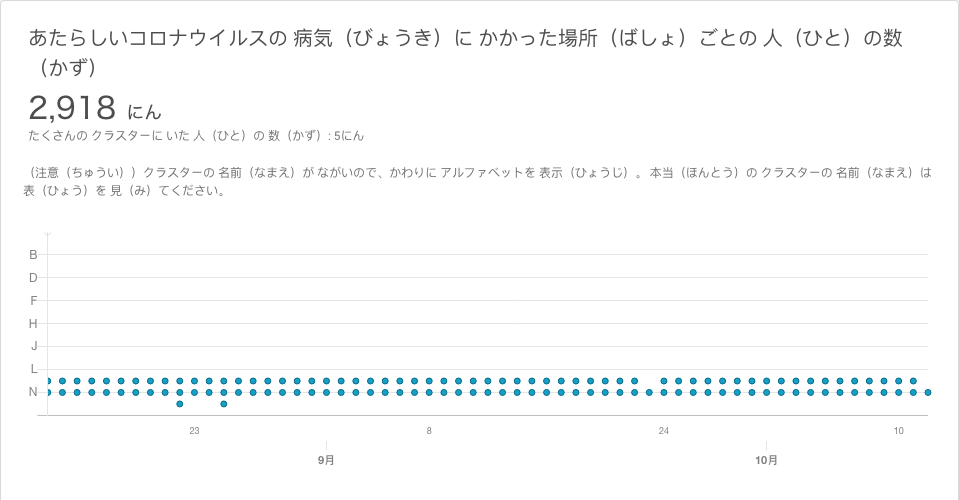 あたらしいコロナウイルスの 病気（びょうき）に かかった場所（ばしょ）ごとの 人（ひと）の数
（かず）
2,918 にん
たくさんの クラスターに いた 人（ひと）の 数（かず）: 5にん
（注意（ちゅうい））クラスターの 名前（なまえ）が ながいので、かわりに アルファベットを 表示（ひょうじ）。 本当（ほんとう）の クラスターの 名前（なまえ）は
表（ひょう）を 見（み）てください。
B
D
F
H
J
L
N
23 8 24 10
9月 10月